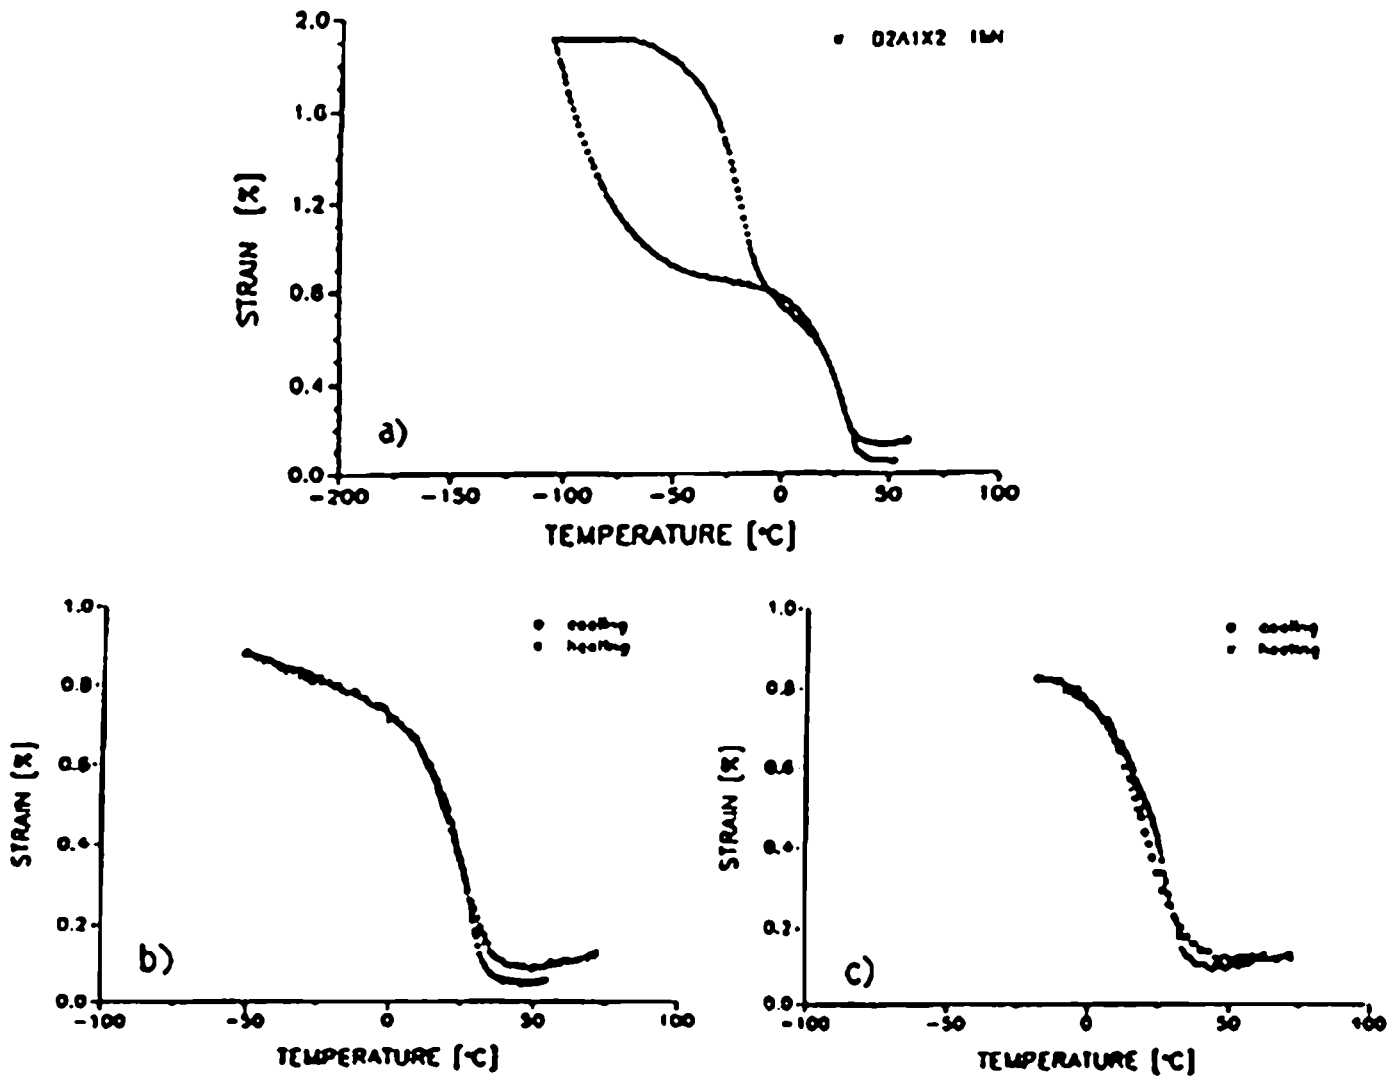 2.0
1.6
1.2
0.8
0.4
0.0
STRAIN [%]
D2A1X2
a)
-200 -150 -100 -50 0 50 100
TEMPERATURE [°C]
1.0
0.8
0.6
0.4
0.2
0.0
STRAIN [%]
cooling
heating
b)
-100 -50 0 50 100
TEMPERATURE [°C]
1.0
0.8
0.6
0.4
0.2
0.0
STRAIN [%]
cooling
heating
c)
-100 -50 0 50 100
TEMPERATURE [°C]